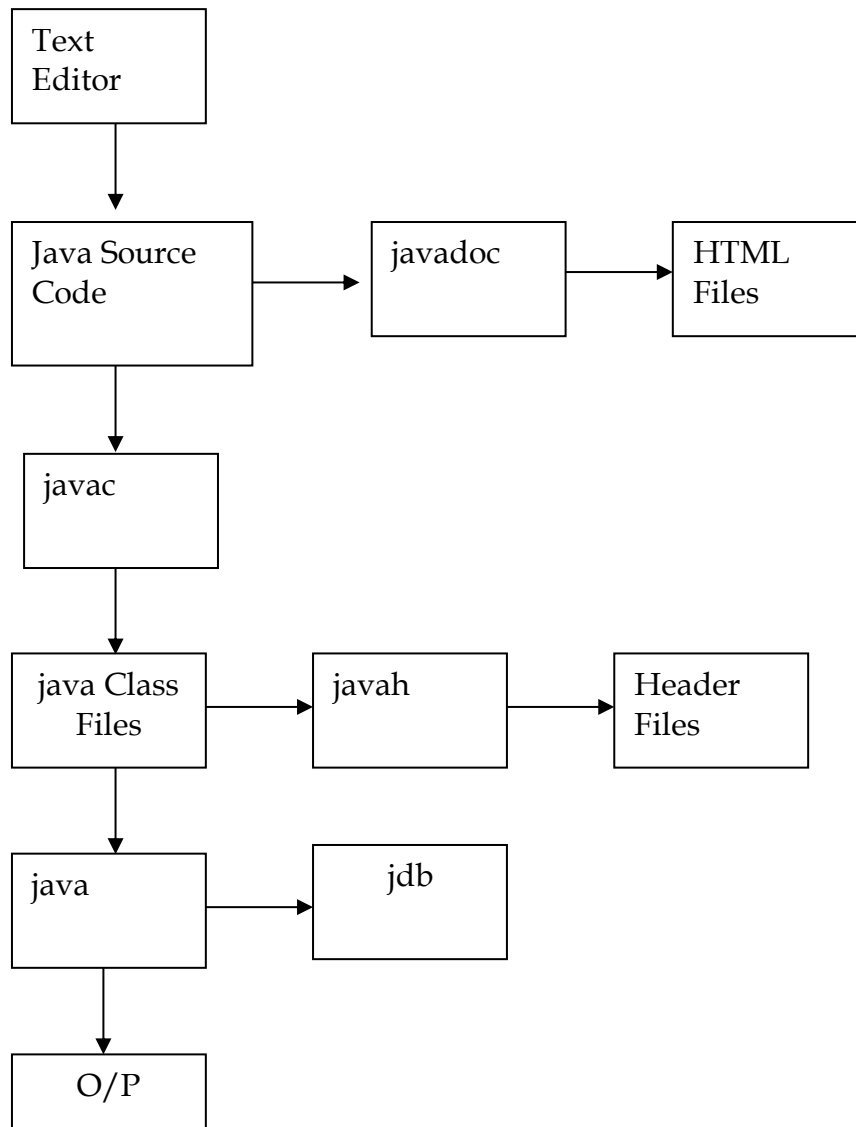 Text
Editor
Java Source
Code
javadoc
HTML
Files
javac
java Class
Files
javah
Header
Files
java
jdb
O/P